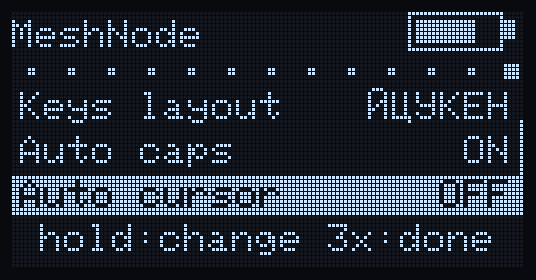 MeshNode
Keys layout ЙЦУКЕН
Auto caps ON
Auto cursor OFF
hold:change 3x:done